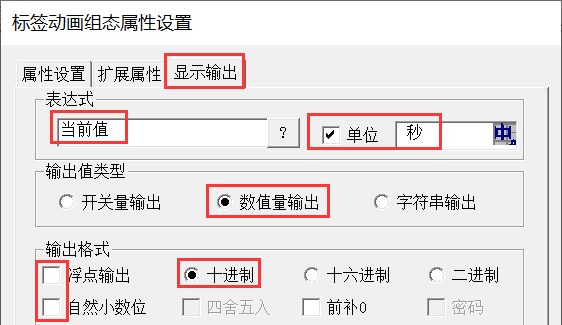 标签动画组态属性设置
属性设置 扩展属性 显示输出
表达式
当前值 ? 单位 秒 中
输出值类型
开关量输出 数值量输出 字符串输出
输出格式
浮点输出 十进制 十六进制 二进制
自然小数位 四舍五入 前补0 密码